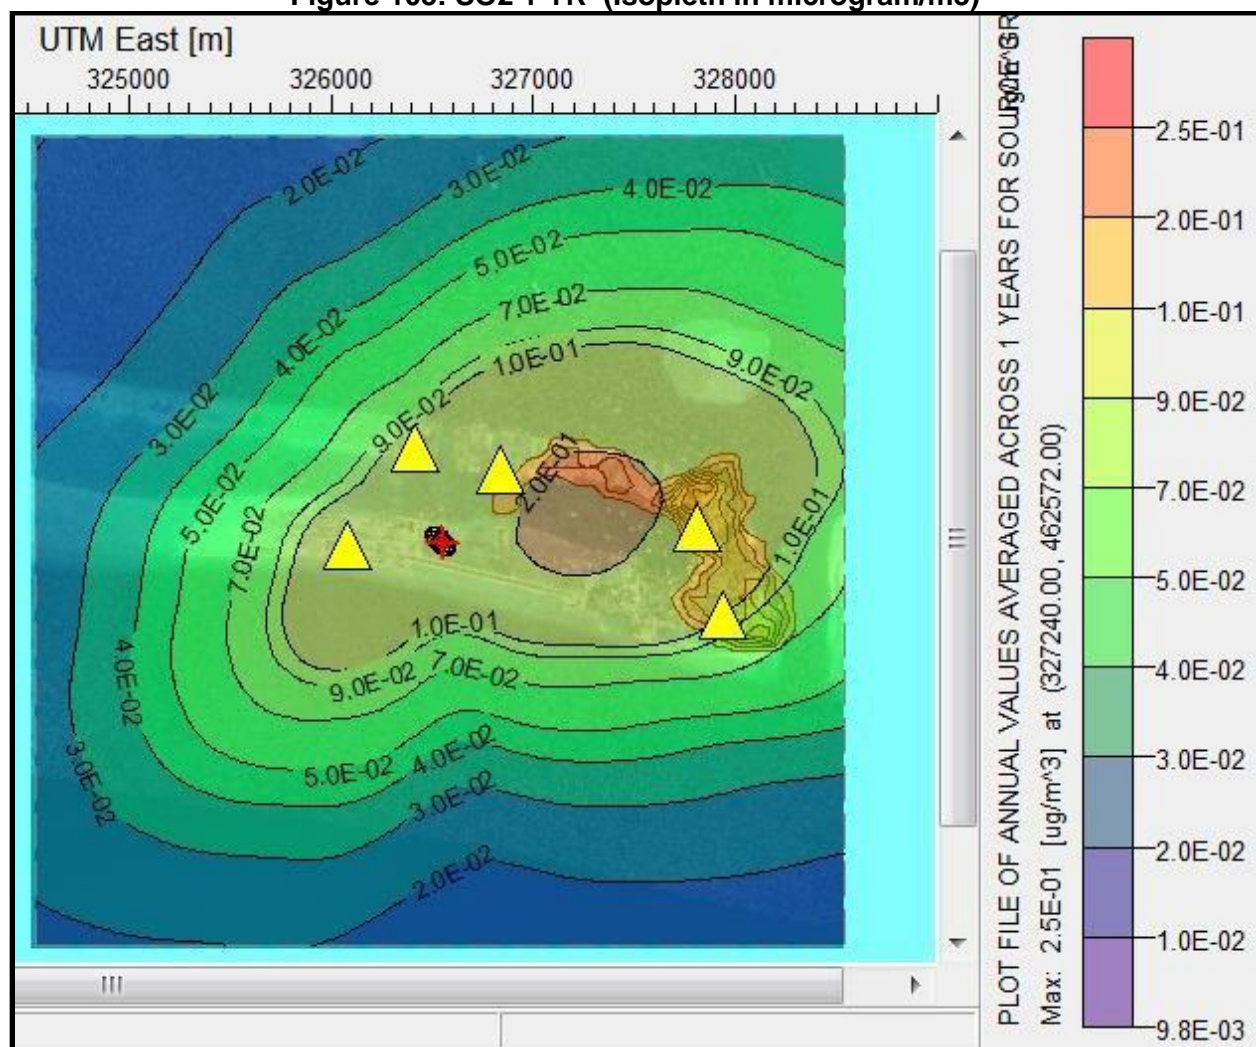 UTM East [m]
325000 326000 327000 328000
2.0E-02
3.0E-02
4.0E-02
5.0E-02
7.0E-02
4.0E-02
1.0E-01
9.0E-02
3.0E-02
9.0E-02
2.0E-01
5.0E-02
7.0E-02
1.0E-01
1.0E-01
4.0E-02
7.0E-02
9.0E-02
3.0E-02
5.0E-02
4.0E-02
3.0E-02
2.0E-02
PLOT FILE OF ANNUAL VALUES AVERAGED ACROSS 1 YEARS FOR SOURCE
Max: 2.5E-01 [ug/m^3] at (327240.00, 462572.00)
2.5E-01
2.0E-01
1.0E-01
9.0E-02
7.0E-02
5.0E-02
4.0E-02
3.0E-02
2.0E-02
1.0E-02
9.8E-03